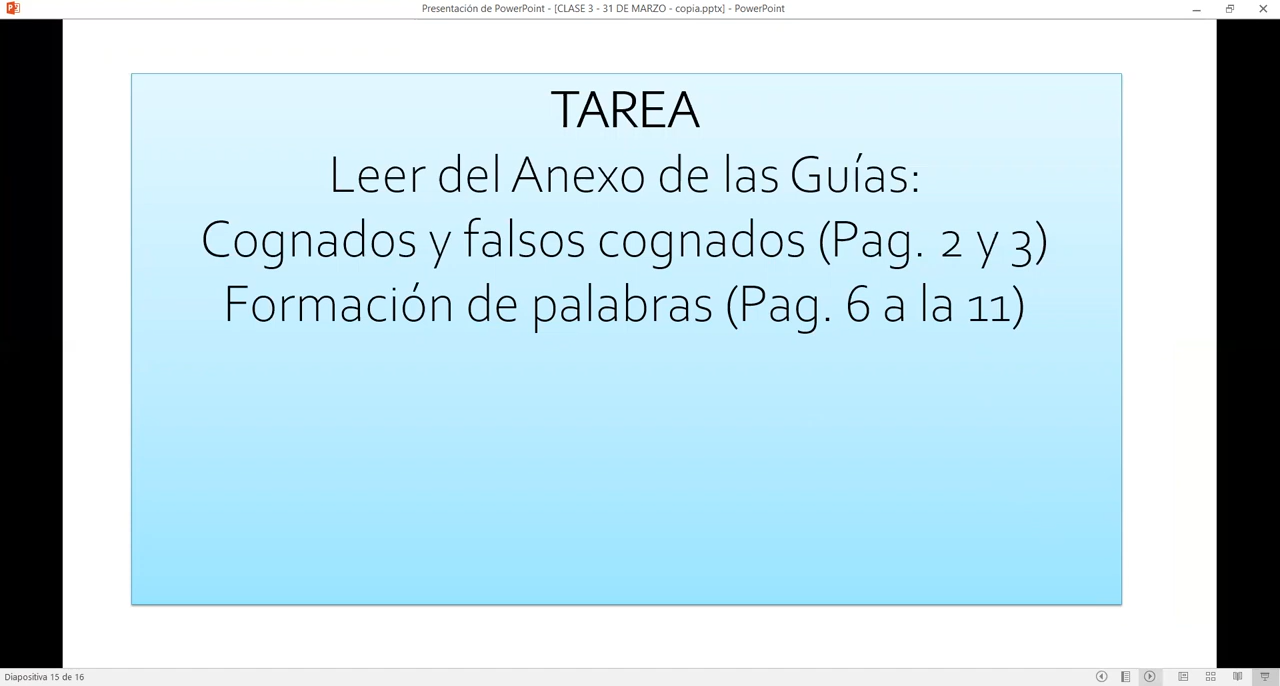 Presentación de PowerPoint - [CLASE 3 - 31 DE MARZO - copia.pptx] - PowerPoint
TAREA
Leer del Anexo de las Guías:
Cognados y falsos cognados (Pag. 2 y 3)
Formación de palabras (Pag. 6 a la 11)
Diapositiva 15 de 16